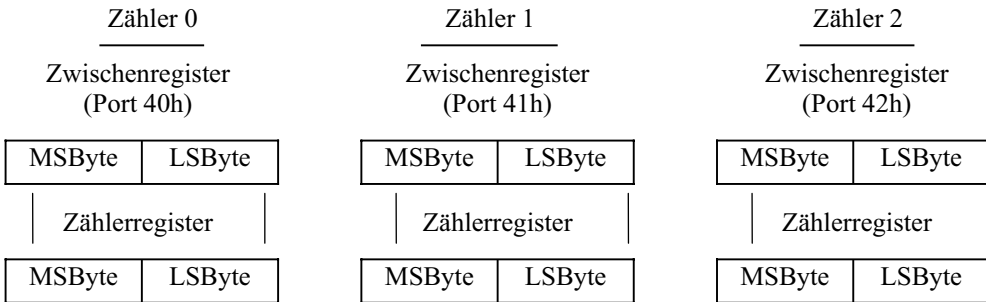 Zähler 0 Zähler 1 Zähler 2
Zwischenregister Zwischenregister Zwischenregister
(Port 40h) (Port 41h) (Port 42h)
MSByte LSByte MSByte LSByte MSByte LSByte
Zählerregister Zählerregister Zählerregister
MSByte LSByte MSByte LSByte MSByte LSByte